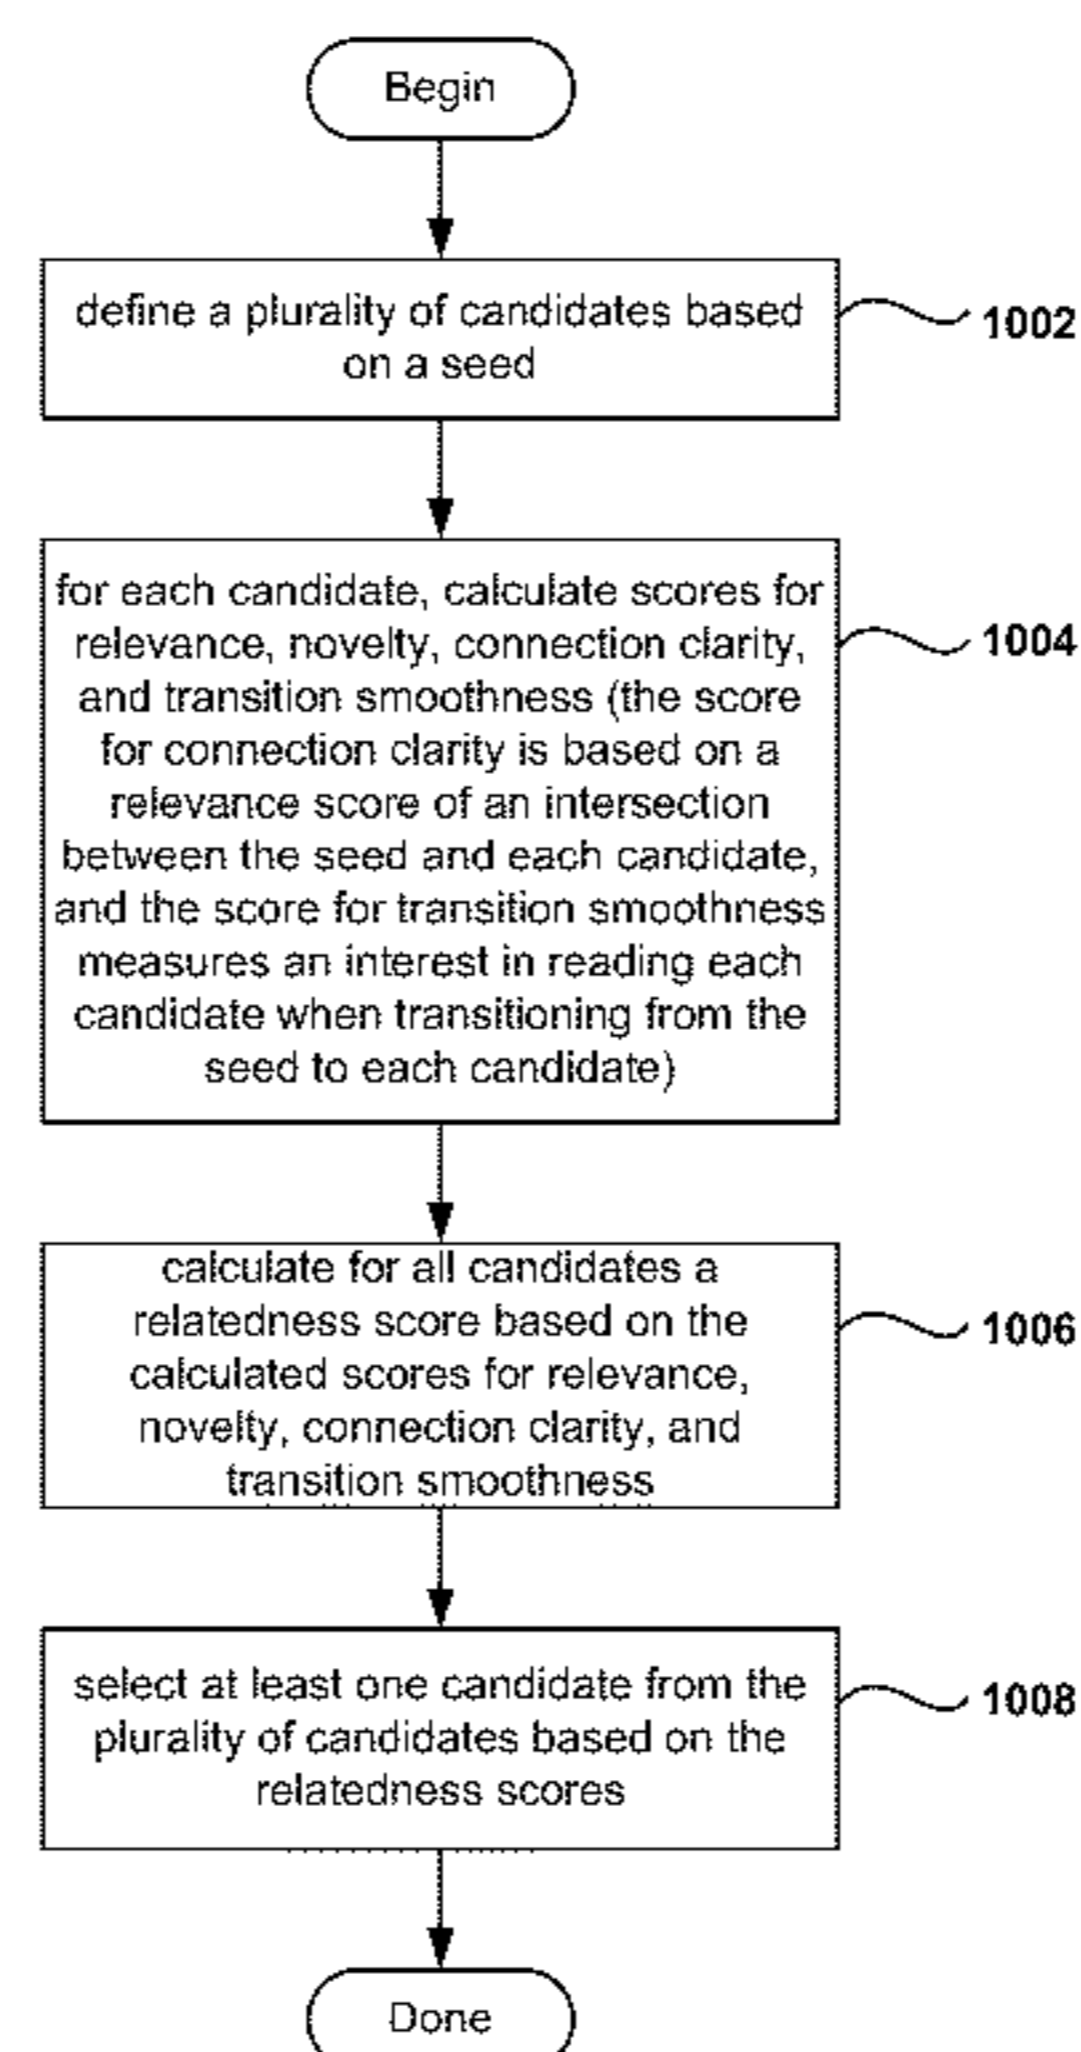 Begin
define a plurality of candidates based
on a seed
1002
for each candidate, calculate scores for
relevance, novelty, connection clarity,
and transition smoothness (the score
for connection clarity is based on a
relevance score of an intersection
between the seed and each candidate,
and the score for transition smoothness
measures an interest in reading each
candidate when transitioning from the
seed to each candidate)
1004
calculate for all candidates a
relatedness score based on the
calculated scores for relevance,
novelty, connection clarity, and
transition smoothness
1006
select at least one candidate from the
plurality of candidates based on the
relatedness scores
1008
Done